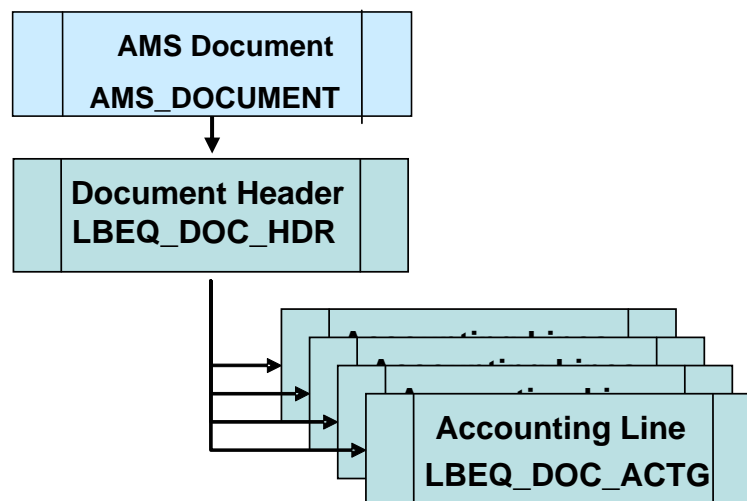 AMS Document
AMS_DOCUMENT
Document Header
LBEQ_DOC_HDR
Accounting Line
LBEQ_DOC_ACTG